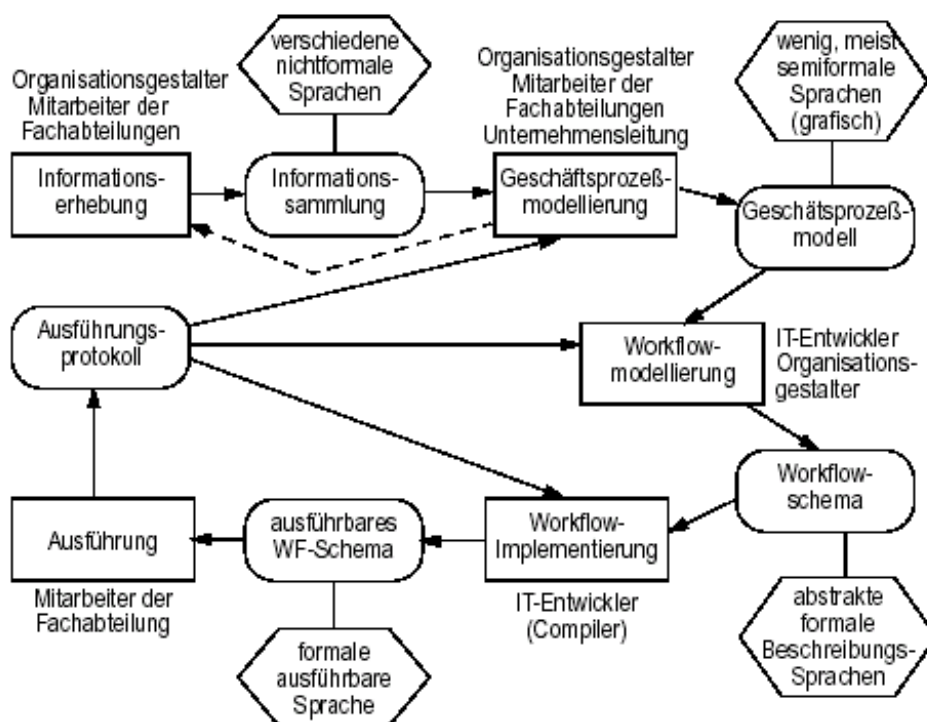 verschiedene
nichtformale
Sprachen
wenig, meist
semiformale
Sprachen
(grafisch)
Organisationsgestalter
Mitarbeiter der
Fachabteilungen
Organisationsgestalter
Mitarbeiter der
Fachabteilungen
Unternehmensleitung
Informations-
erhebung
Informations-
sammlung
Geschäftsprozeß-
modellierung
Geschätsprozeß-
modell
Ausführungs-
protokoll
Workflow-
modellierung
IT-Entwickler
Organisations-
gestalter
Workflow-
schema
Workflow-
Implementierung
ausführbares
WF-Schema
Ausführung
Mitarbeiter der
Fachabteilung
IT-Entwickler
(Compiler)
formale
ausführbare
Sprache
abstrakte
formale
Beschreibungs-
Sprachen